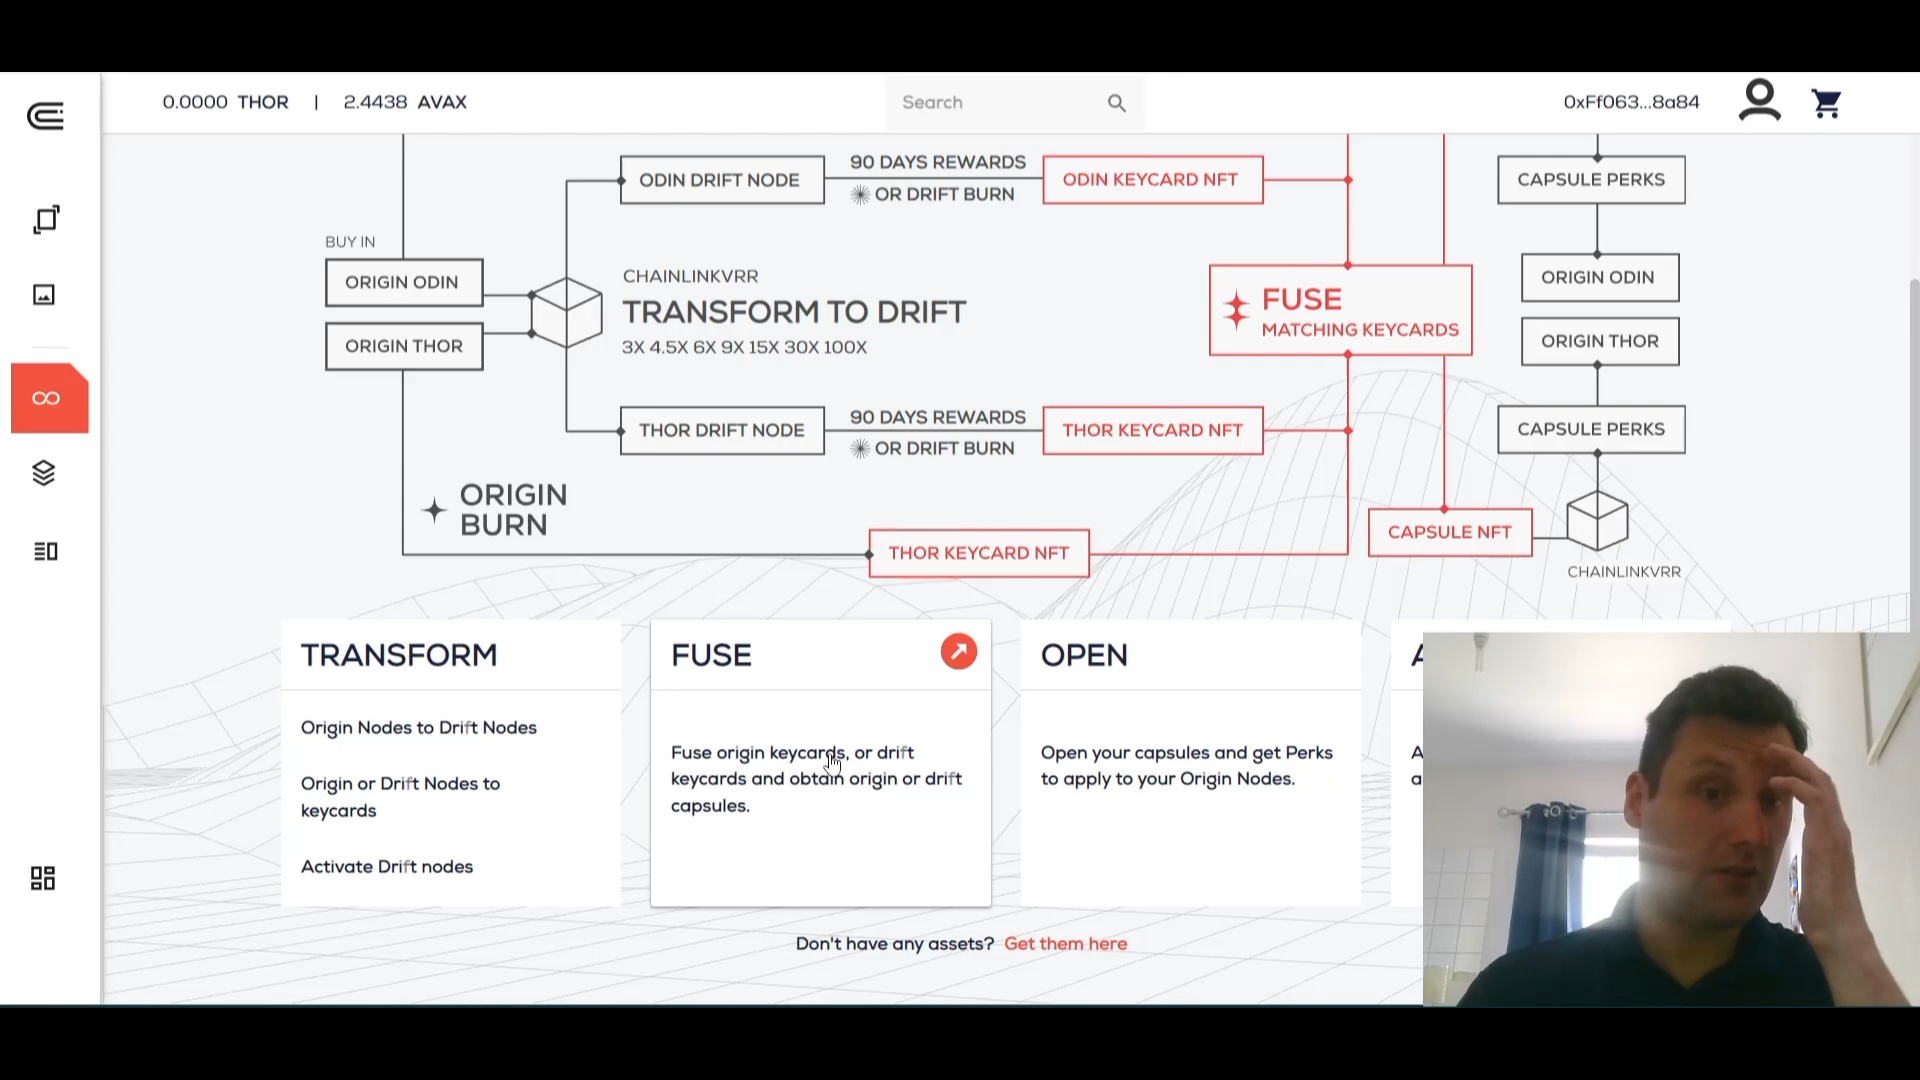 0.0000 THOR | 2.4438 AVAX
Search
0xFf063...8a84
ODIN DRIFT NODE
90 DAYS REWARDS
OR DRIFT BURN
ODIN KEYCARD NFT
CAPSULE PERKS
BUY IN
ORIGIN ODIN
ORIGIN THOR
CHAINLINKVRR
TRANSFORM TO DRIFT
3X 4.5X 6X 9X 15X 30X 100X
FUSE
MATCHING KEYCARDS
ORIGIN ODIN
ORIGIN THOR
THOR DRIFT NODE
90 DAYS REWARDS
OR DRIFT BURN
THOR KEYCARD NFT
CAPSULE PERKS
ORIGIN
BURN
THOR KEYCARD NFT
CAPSULE NFT
CHAINLINKVRR
TRANSFORM
Origin Nodes to Drift Nodes
Origin or Drift Nodes to
keycards
Activate Drift nodes
FUSE
Fuse origin keycards, or drift
keycards and obtain origin or drift
capsules.
OPEN
Open your capsules and get Perks
to apply to your Origin Nodes.
Don't have any assets? Get them here